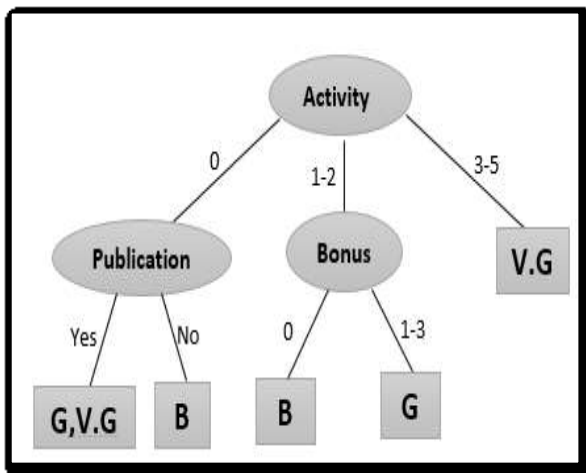 Activity
0
1-2
3-5
Publication
Bonus
V.G
Yes
No
0
1-3
G,V.G
B
B
G